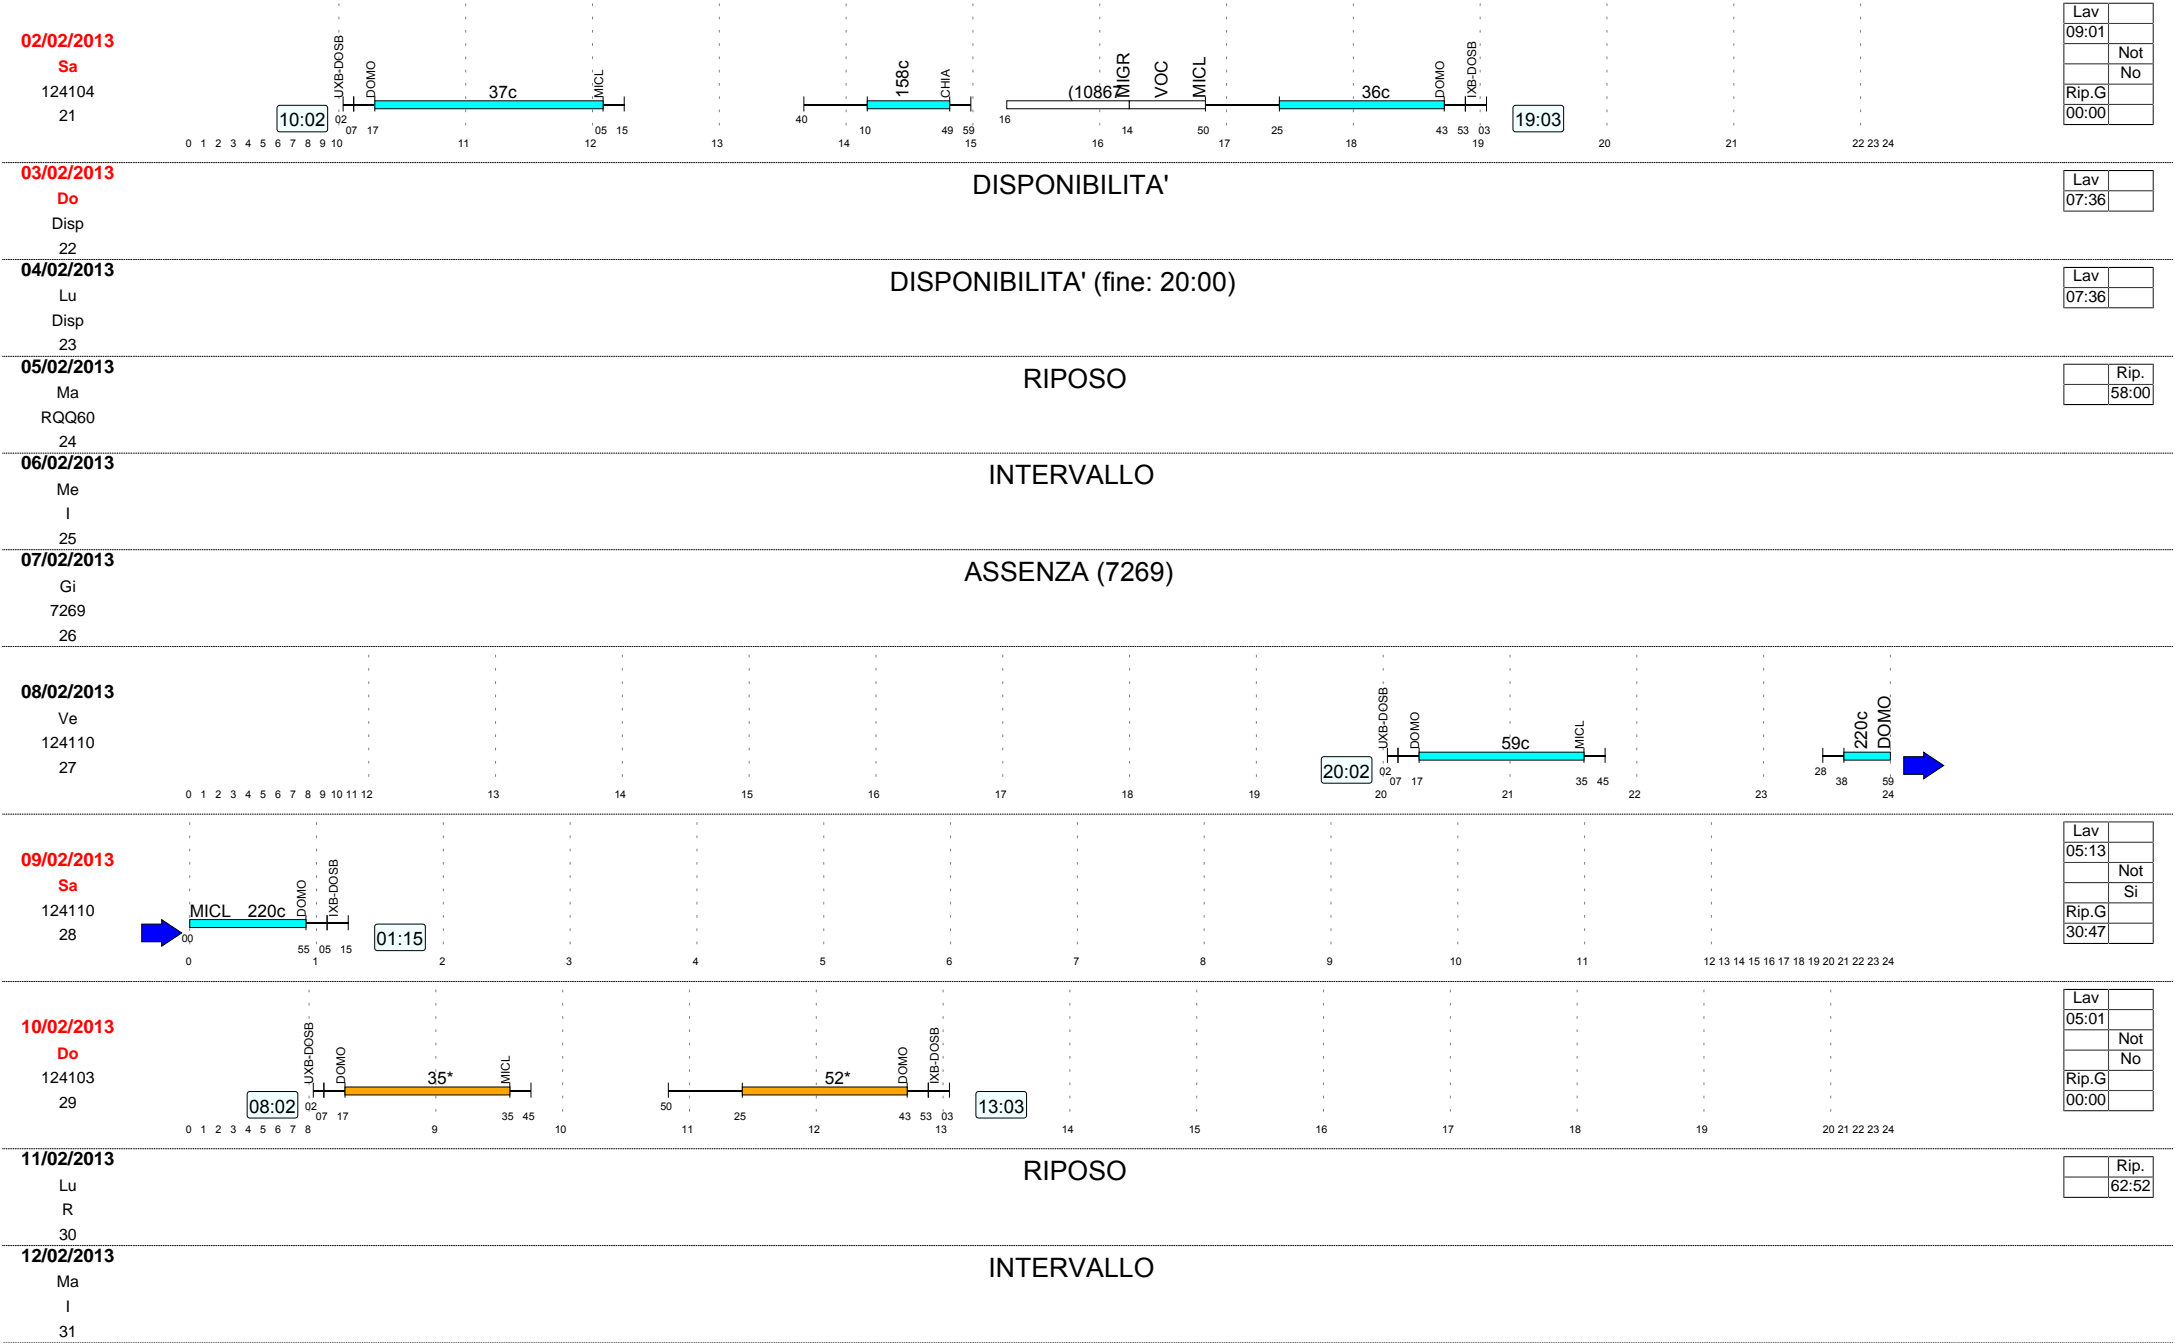 02/02/2013
Sa
124104
21
10:02
UXB-DOSB DOMO 37c MICL 158c CHIA (10867 MIGR VOC MICL 36c DOMO IXB-DOSB
02 07 17 05 15 40 10 49 59 16 14 50 25 43 53 03
19:03
0 1 2 3 4 5 6 7 8 9 10 11 12 13 14 15 16 17 18 19 20 21 22 23 24
Lav
09:01
Not
No
Rip.G
00:00
03/02/2013
Do
Disp
22
DISPONIBILITA'
Lav
07:36
04/02/2013
Lu
Disp
23
DISPONIBILITA' (fine: 20:00)
Lav
07:36
05/02/2013
Ma
RQQ60
24
RIPOSO
Rip.
58:00
06/02/2013
Me
I
25
INTERVALLO
07/02/2013
Gi
7269
26
ASSENZA (7269)
08/02/2013
Ve
124110
27
20:02
UXB-DOSB DOMO 59c MICL 220c DOMO
02 07 17 35 45 28 38 59
0 1 2 3 4 5 6 7 8 9 10 11 12 13 14 15 16 17 18 19 20 21 22 23 24
09/02/2013
Sa
124110
28
MICL 220c DOMO IXB-DOSB
00 55 05 15
01:15
0 1 2 3 4 5 6 7 8 9 10 11 12 13 14 15 16 17 18 19 20 21 22 23 24
Lav
05:13
Not
Si
Rip.G
30:47
10/02/2013
Do
124103
29
08:02
UXB-DOSB DOMO 35* MICL 52* DOMO IXB-DOSB
02 07 17 35 45 50 25 43 53 03
13:03
0 1 2 3 4 5 6 7 8 9 10 11 12 13 14 15 16 17 18 19 20 21 22 23 24
Lav
05:01
Not
No
Rip.G
00:00
11/02/2013
Lu
R
30
RIPOSO
Rip.
62:52
12/02/2013
Ma
I
31
INTERVALLO